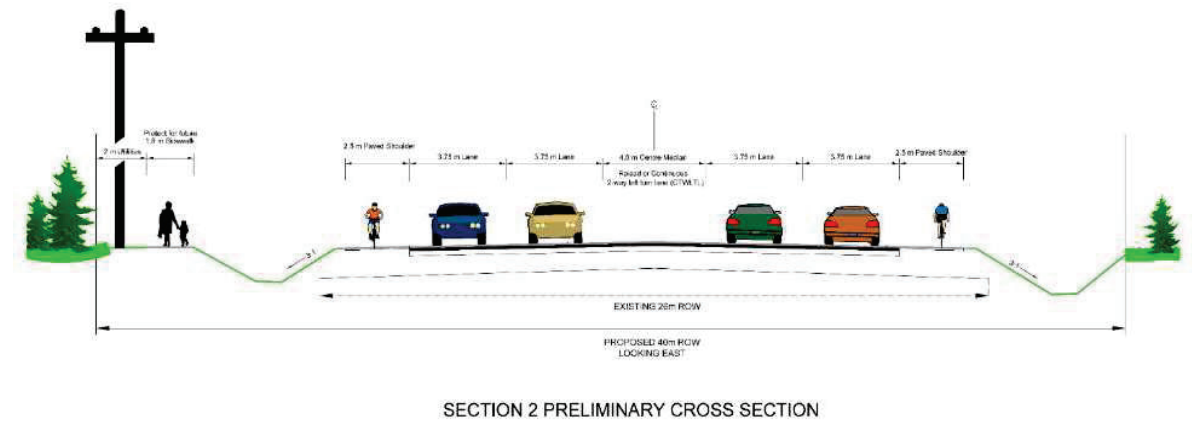 Protect for future
1.8 m Sidewalk
2 m Utilities
2.5 m Paved Shoulder
3.75 m Lane
3.75 m Lane
4.0 m Centre Median
Raised or Continuous
2-way left turn lane (CTWLTL)
3.75 m Lane
3.75 m Lane
2.5 m Paved Shoulder
3:1
3:1
EXISTING 26m ROW
PROPOSED 40m ROW
LOOKING EAST
SECTION 2 PRELIMINARY CROSS SECTION